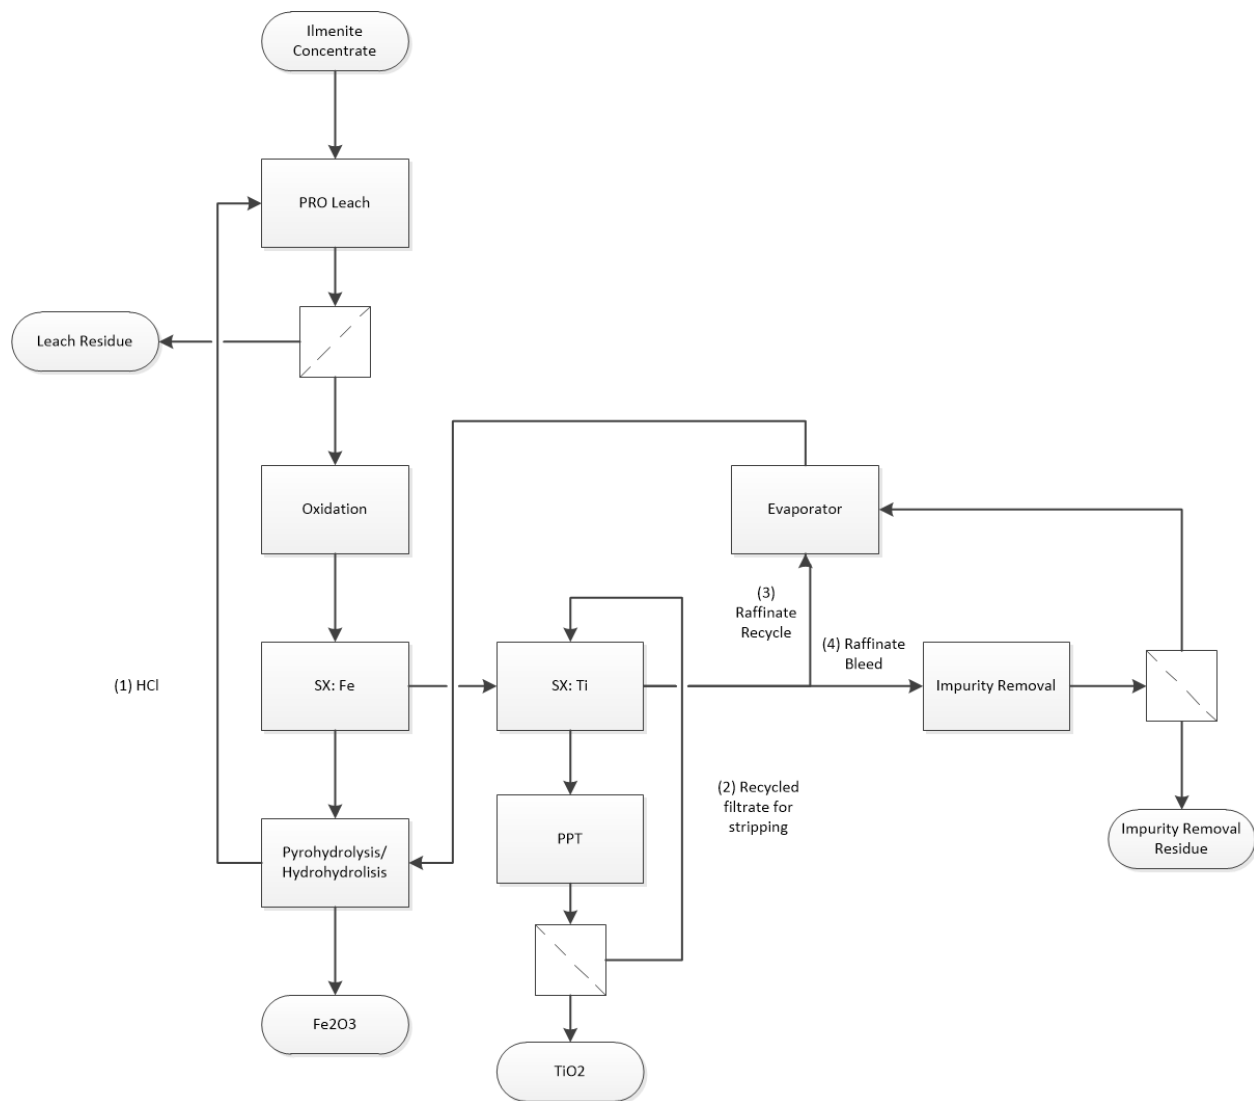 Ilmenite
Concentrate
PRO Leach
Leach Residue
Oxidation
Evaporator
(3)
Raffinate
Recycle
(4) Raffinate
Bleed
(1) HCl
SX: Fe
SX: Ti
Impurity Removal
(2) Recycled
filtrate for
stripping
PPT
Pyrohydrolysis/
Hydrohydrolisis
Impurity Removal
Residue
Fe2O3
TiO2